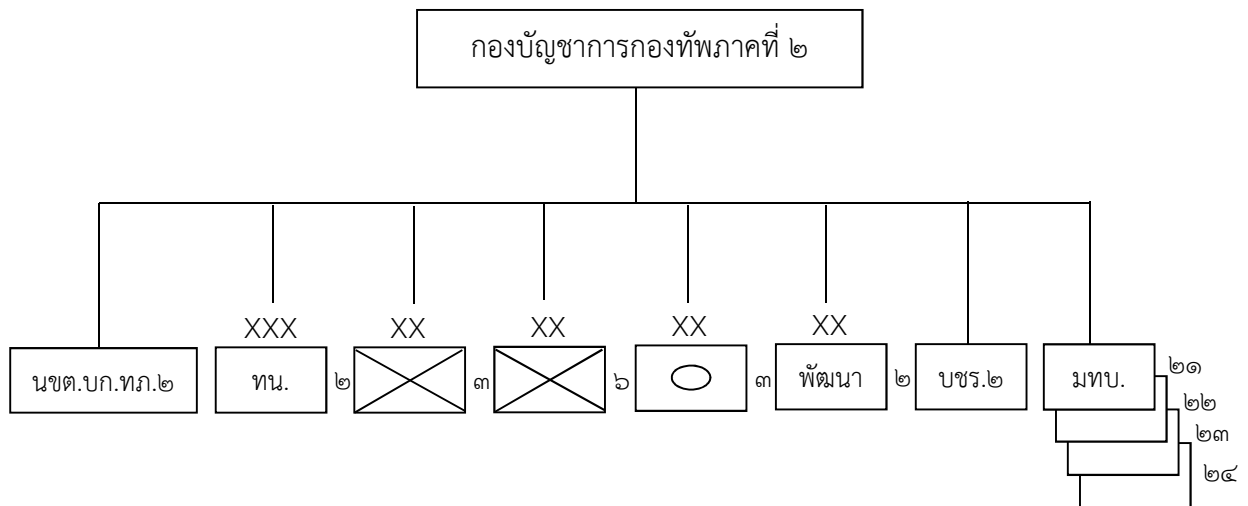 กองบัญชาการกองทัพภาคที่ ๒
XXX XX XX XX XX
นขต.บก.ทภ.๒ ทน. ๒ ๓ ๖ ๓ พัฒนา ๒ บชร.๒ มทบ. ๒๑
๒๒
๒๓
๒๔